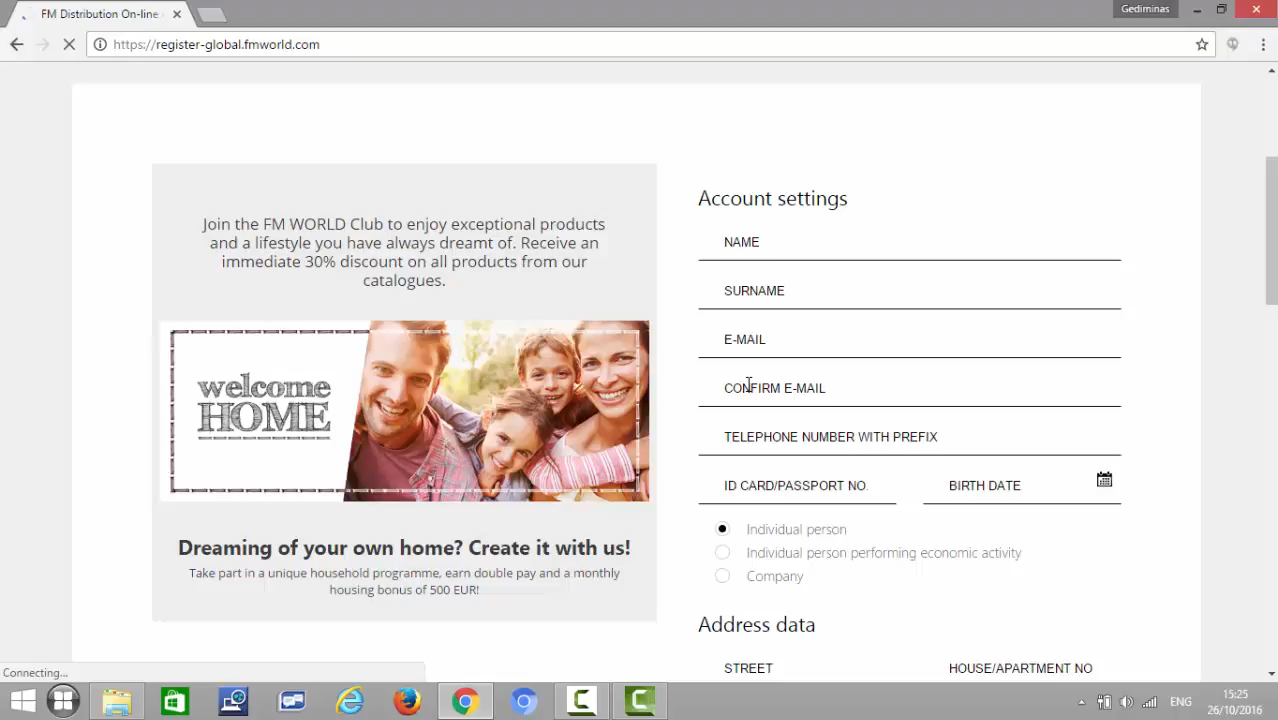 FM Distribution On-line
Gediminas
https://register-global.fmworld.com
Join the FM WORLD Club to enjoy exceptional products
and a lifestyle you have always dreamt of. Receive an
immediate 30% discount on all products from our
catalogues.
welcome
HOME
Dreaming of your own home? Create it with us!
Take part in a unique household programme, earn double pay and a monthly
housing bonus of 500 EUR!
Account settings
NAME
SURNAME
E-MAIL
CONFIRM E-MAIL
TELEPHONE NUMBER WITH PREFIX
ID CARD/PASSPORT NO.
BIRTH DATE
Individual person
Individual person performing economic activity
Company
Address data
STREET
HOUSE/APARTMENT NO
Connecting...
ENG
15:25
26/10/2016